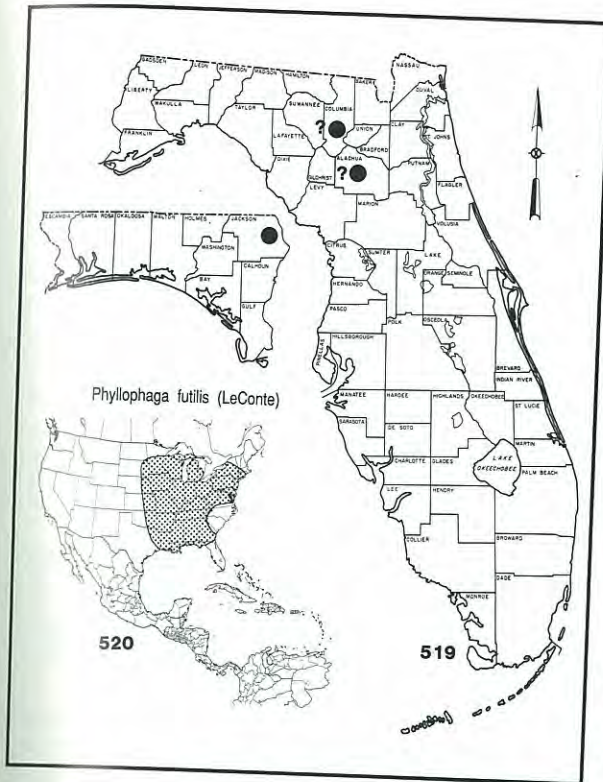 GADSDEN
LEON
JEFFERSON
MADISON
HAMILTON
NASSAU
BAKER
DUVAL
LIBERTY
WAKULLA
TAYLOR
SUWANNEE
COLUMBIA
?
UNION
CLAY
ST JOHNS
FRANKLIN
LAFAYETTE
BRADFORD
DIXIE
GILCHRIST
ALACHUA
?
PUTNAM
FLAGLER
LEVY
MARION
VOLUSIA
ESCAMBIA
SANTA ROSA
OKALOOSA
WALTON
HOLMES
JACKSON
WASHINGTON
BAY
CALHOUN
GULF
CITRUS
SUMTER
LAKE
HERNANDO
ORANGE
SEMINOLE
PASCO
POLK
OSCEOLA
PINELLAS
HILLSBOROUGH
BREVARD
INDIAN RIVER
MANATEE
HARDEE
HIGHLANDS
OKEECHOBEE
ST LUCIE
SARASOTA
DE SOTO
MARTIN
CHARLOTTE
GLADES
LAKE
OKEECHOBEE
PALM BEACH
LEE
HENDRY
COLLIER
BROWARD
DADE
MONROE
Phyllophaga futilis (LeConte)
520
519